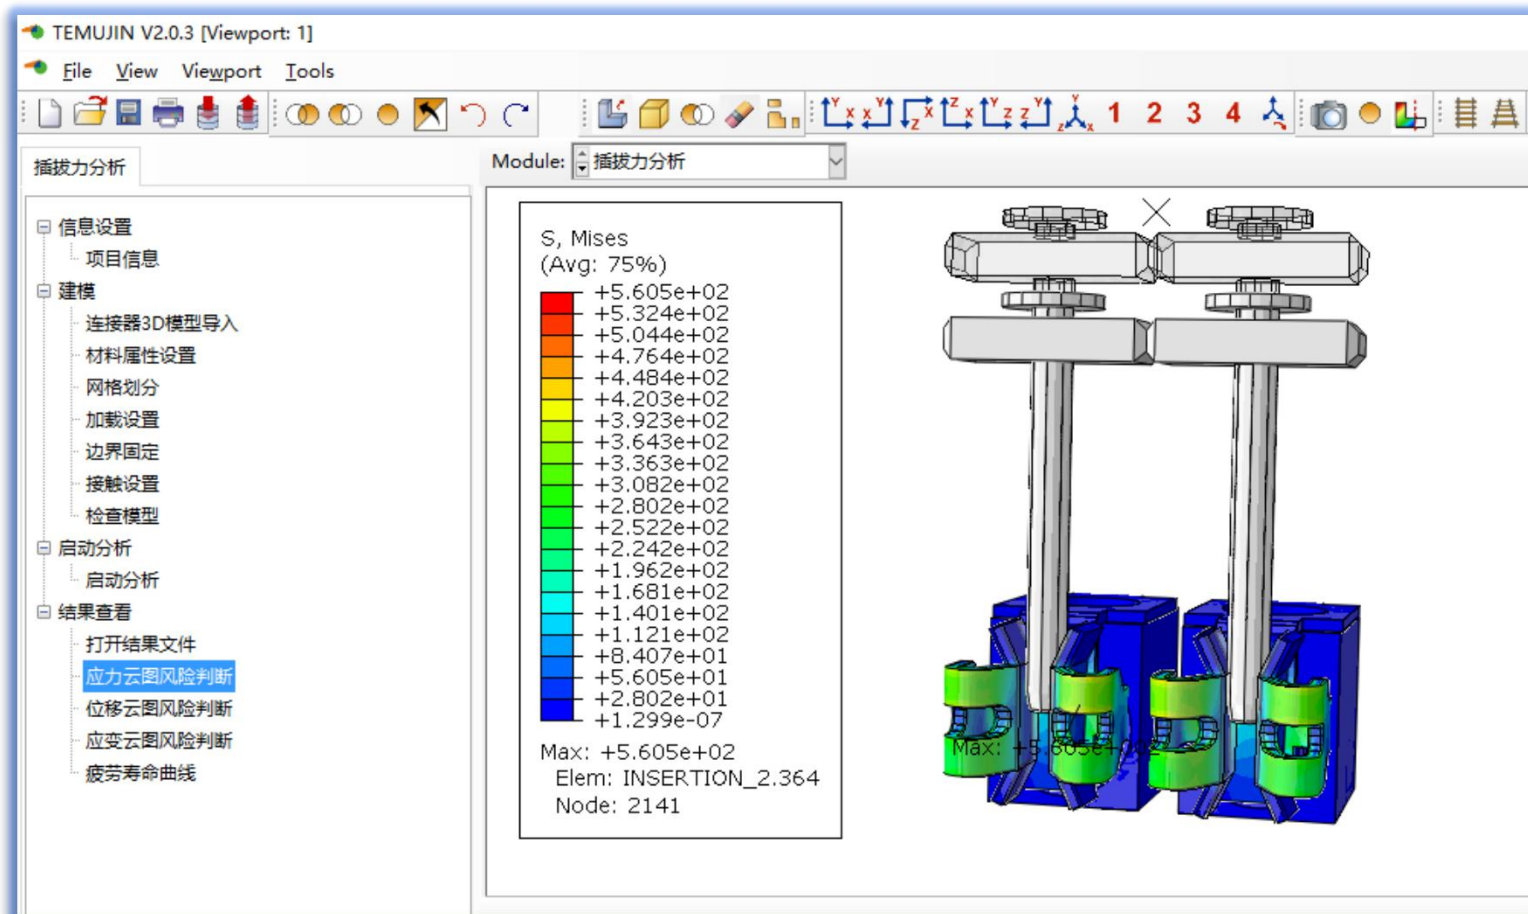 TEMUJIN V2.0.3 [Viewport: 1]
File View Viewport Tools
1 2 3 4
插拔力分析
Module: 插拔力分析
信息设置
项目信息
建模
连接器3D模型导入
材料属性设置
网格划分
加载设置
边界固定
接触设置
检查模型
启动分析
启动分析
结果查看
打开结果文件
应力云图风险判断
位移云图风险判断
应变云图风险判断
疲劳寿命曲线
S, Mises
(Avg: 75%)
+5.605e+02
+5.324e+02
+5.044e+02
+4.764e+02
+4.484e+02
+4.203e+02
+3.923e+02
+3.643e+02
+3.363e+02
+3.082e+02
+2.802e+02
+2.522e+02
+2.242e+02
+1.962e+02
+1.681e+02
+1.401e+02
+1.121e+02
+8.407e+01
+5.605e+01
+2.802e+01
+1.299e-07
Max: +5.605e+02
Elem: INSERTION_2.364
Node: 2141
Max: +5.605e+02